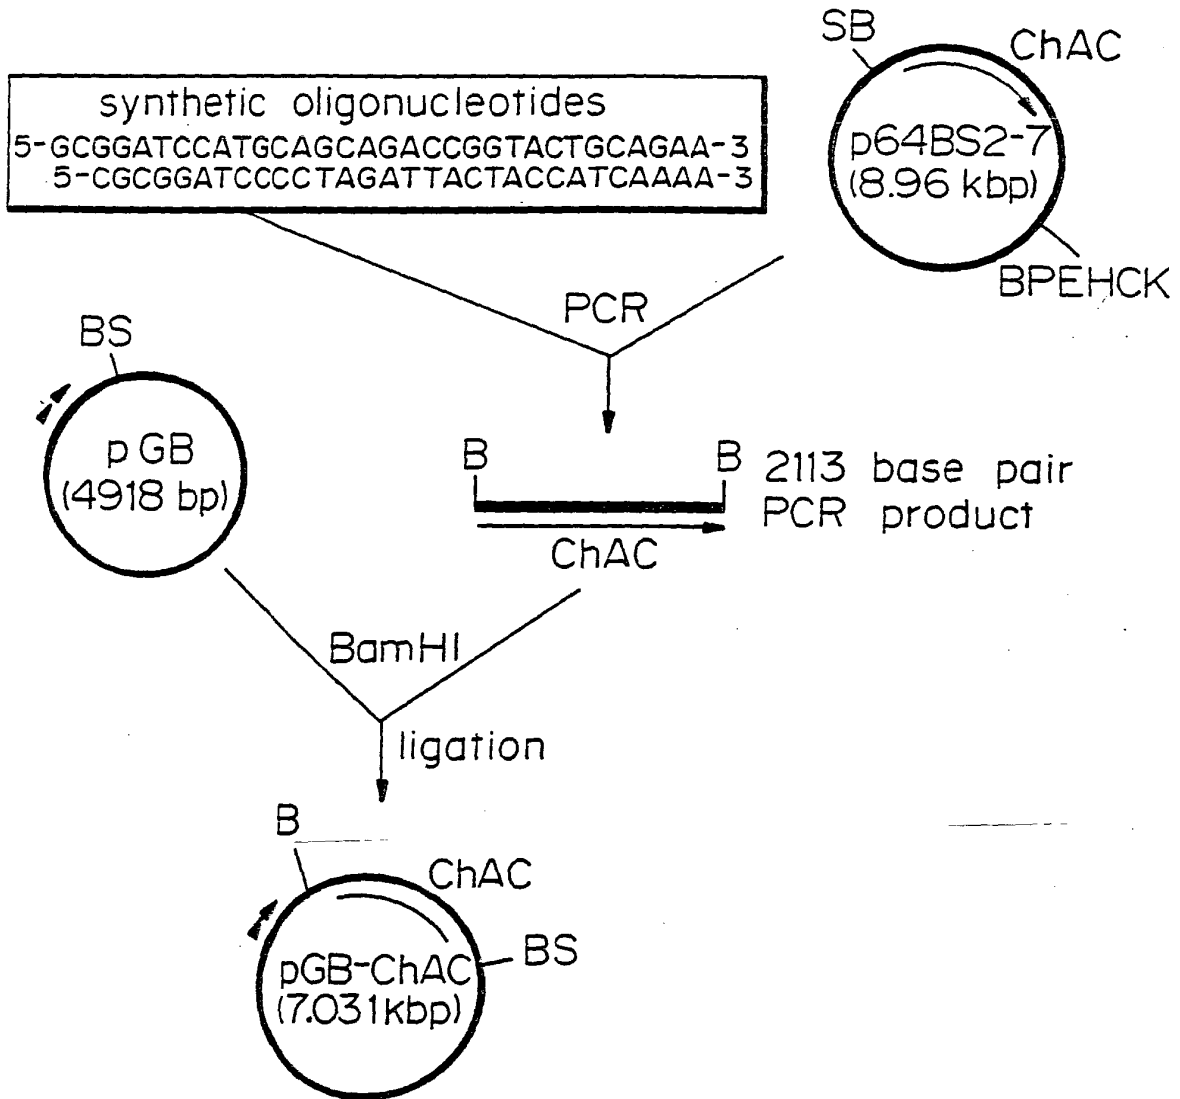 SB
ChAC
synthetic oligonucleotides
5-GCGGATCCATGCAGCAGACCGGTACTGCAGAA-3
5-CGCGGATCCCCTAGATTACTACCATCAAAA-3
p64BS2-7
(8.96 kbp)
BPEHCK
PCR
BS
pGB
(4918 bp)
B
B
2113 base pair
PCR product
ChAC
BamHI
ligation
B
ChAC
BS
pGB-ChAC
(7.031kbp)